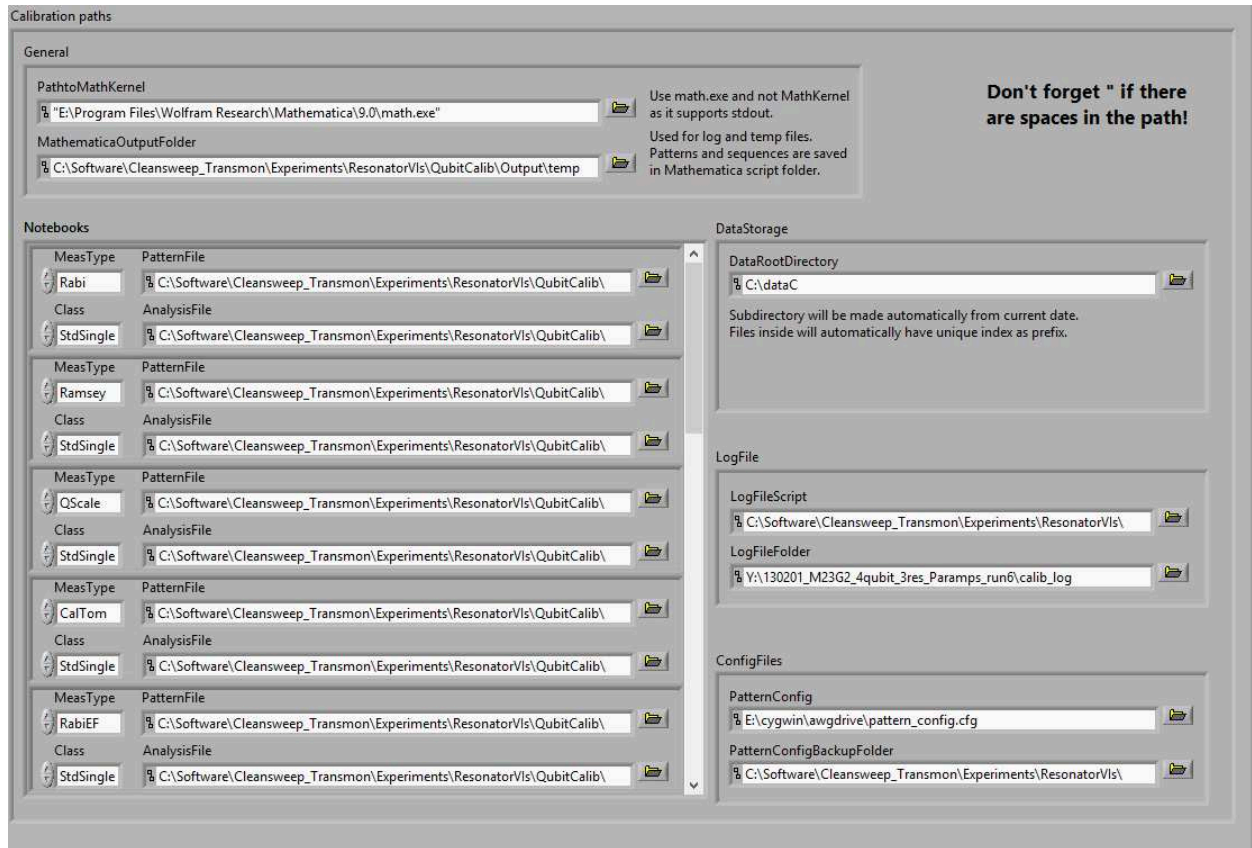 Calibration paths
General
PathtoMathKernel
"E:\Program Files\Wolfram Research\Mathematica\9.0\math.exe"
Use math.exe and not MathKernel
as it supports stdout.
MathematicaOutputFolder
C:\Software\Cleansweep_Transmon\Experiments\ResonatorVIs\QubitCalib\Output\temp
Used for log and temp files.
Patterns and sequences are saved
in Mathematica script folder.
Don't forget " if there
are spaces in the path!
Notebooks
MeasType PatternFile
Rabi C:\Software\Cleansweep_Transmon\Experiments\ResonatorVIs\QubitCalib\
Class AnalysisFile
StdSingle C:\Software\Cleansweep_Transmon\Experiments\ResonatorVIs\QubitCalib\
MeasType PatternFile
Ramsey C:\Software\Cleansweep_Transmon\Experiments\ResonatorVIs\QubitCalib\
Class AnalysisFile
StdSingle C:\Software\Cleansweep_Transmon\Experiments\ResonatorVIs\QubitCalib\
MeasType PatternFile
QScale C:\Software\Cleansweep_Transmon\Experiments\ResonatorVIs\QubitCalib\
Class AnalysisFile
StdSingle C:\Software\Cleansweep_Transmon\Experiments\ResonatorVIs\QubitCalib\
MeasType PatternFile
CalTom C:\Software\Cleansweep_Transmon\Experiments\ResonatorVIs\QubitCalib\
Class AnalysisFile
StdSingle C:\Software\Cleansweep_Transmon\Experiments\ResonatorVIs\QubitCalib\
MeasType PatternFile
RabiEF C:\Software\Cleansweep_Transmon\Experiments\ResonatorVIs\QubitCalib\
Class AnalysisFile
StdSingle C:\Software\Cleansweep_Transmon\Experiments\ResonatorVIs\QubitCalib\
DataStorage
DataRootDirectory
C:\dataC
Subdirectory will be made automatically from current date.
Files inside will automatically have unique index as prefix.
LogFile
LogFileScript
C:\Software\Cleansweep_Transmon\Experiments\ResonatorVIs\
LogFileFolder
Y:\130201_M23G2_4qubit_3res_Paramps_run6\calib_log
ConfigFiles
PatternConfig
E:\cygwin\awgdrive\pattern_config.cfg
PatternConfigBackupFolder
C:\Software\Cleansweep_Transmon\Experiments\ResonatorVIs\